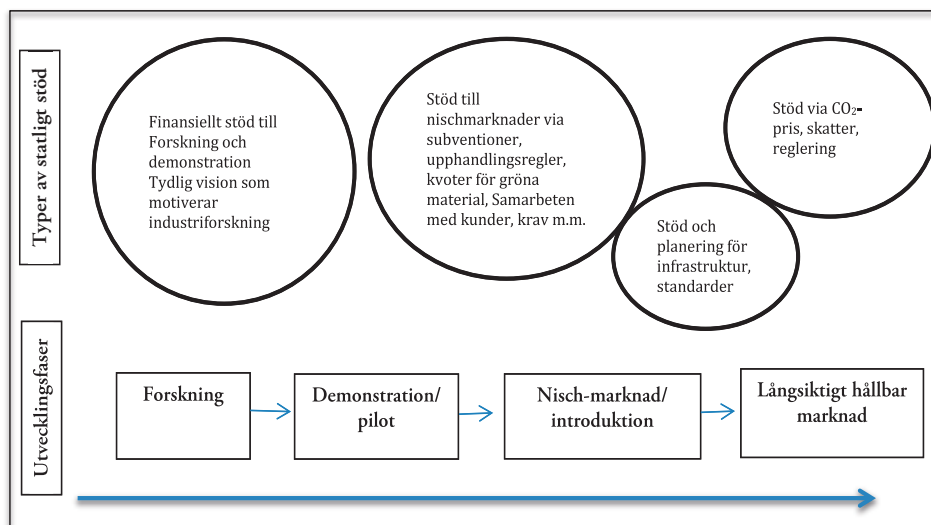 Typer av statligt stöd
Finansiellt stöd till
Forskning och
demonstration
Tydlig vision som
motiverar
industriforskning
Stöd till
nischmarknader via
subventioner,
upphandlingsregler,
kvoter för gröna
material, Samarbeten
med kunder, krav m.m.
Stöd och
planering för
infrastruktur,
standarder
Stöd via CO₂-
pris, skatter,
reglering
Utvecklingsfaser
Forskning
Demonstration/
pilot
Nisch-marknad/
introduktion
Långsiktigt hållbar
marknad